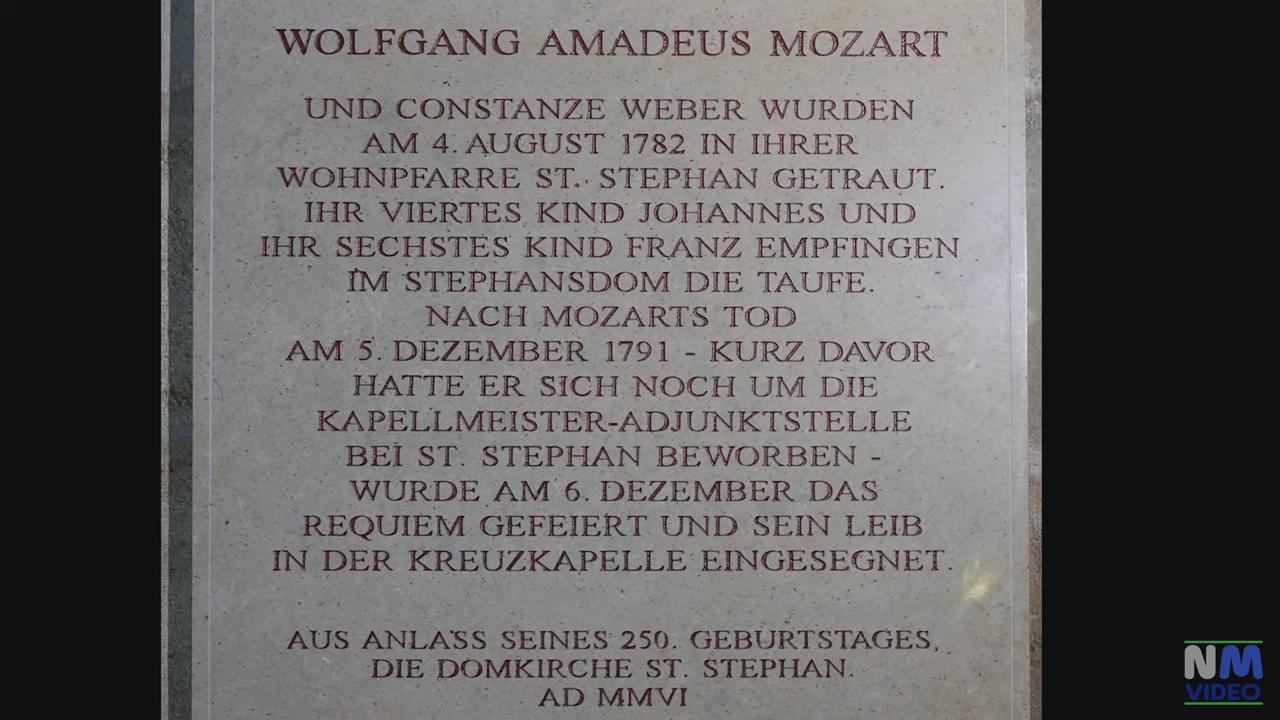 WOLFGANG AMADEUS MOZART
UND CONSTANZE WEBER WURDEN
AM 4. AUGUST 1782 IN IHRER
WOHNPFARRE ST. STEPHAN GETRAUT.
IHR VIERTES KIND JOHANNES UND
IHR SECHSTES KIND FRANZ EMPFINGEN
IM STEPHANSDOM DIE TAUFE.
NACH MOZARTS TOD
AM 5. DEZEMBER 1791 - KURZ DAVOR
HATTE ER SICH NOCH UM DIE
KAPELLMEISTER-ADJUNKTSTELLE
BEI ST. STEPHAN BEWORBEN -
WURDE AM 6. DEZEMBER DAS
REQUIEM GEFEIERT UND SEIN LEIB
IN DER KREUZKAPELLE EINGESEGNET.
AUS ANLASS SEINES 250. GEBURTSTAGES,
DIE DOMKIRCHE ST. STEPHAN.
AD MMVI
NM
VIDEO